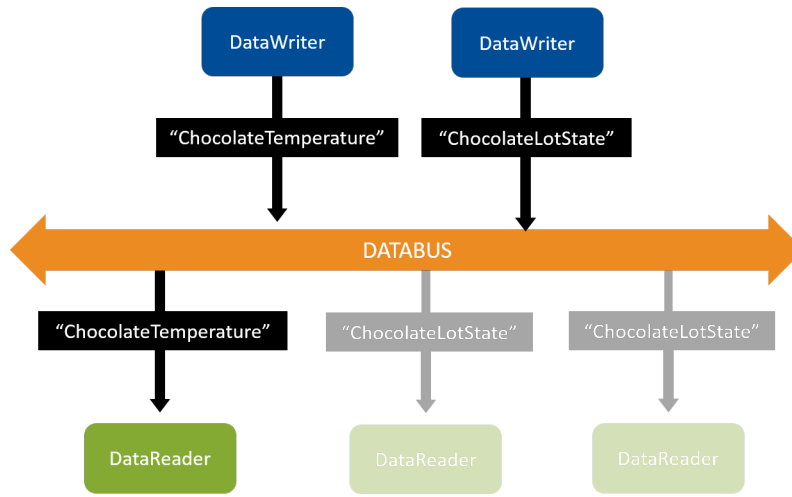 DataWriter
DataWriter
“ChocolateTemperature”
“ChocolateLotState”
DATABUS
“ChocolateTemperature”
“ChocolateLotState”
“ChocolateLotState”
DataReader
DataReader
DataReader